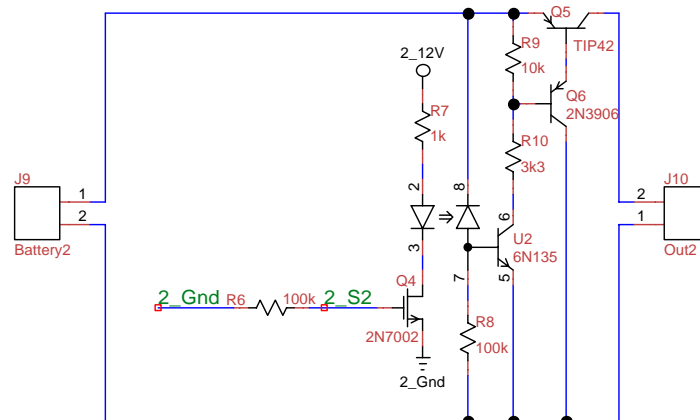 Q5
TIP42
R9
10k
2_12V
Q6
2N3906
R7
1k
R10
3k3
J9
1
2
Battery2
2
8
6
J10
2
1
Out2
3
U2
6N135
7
5
Q4
2_Gnd
R6
100k
2_S2
2N7002
R8
100k
2_Gnd